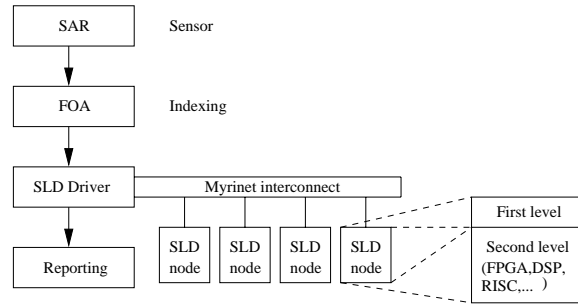 SAR
Sensor
FOA
Indexing
SLD Driver
Myrinet interconnect
Reporting
SLD
node
SLD
node
SLD
node
SLD
node
First level
Second level
(FPGA,DSP,
RISC,... )